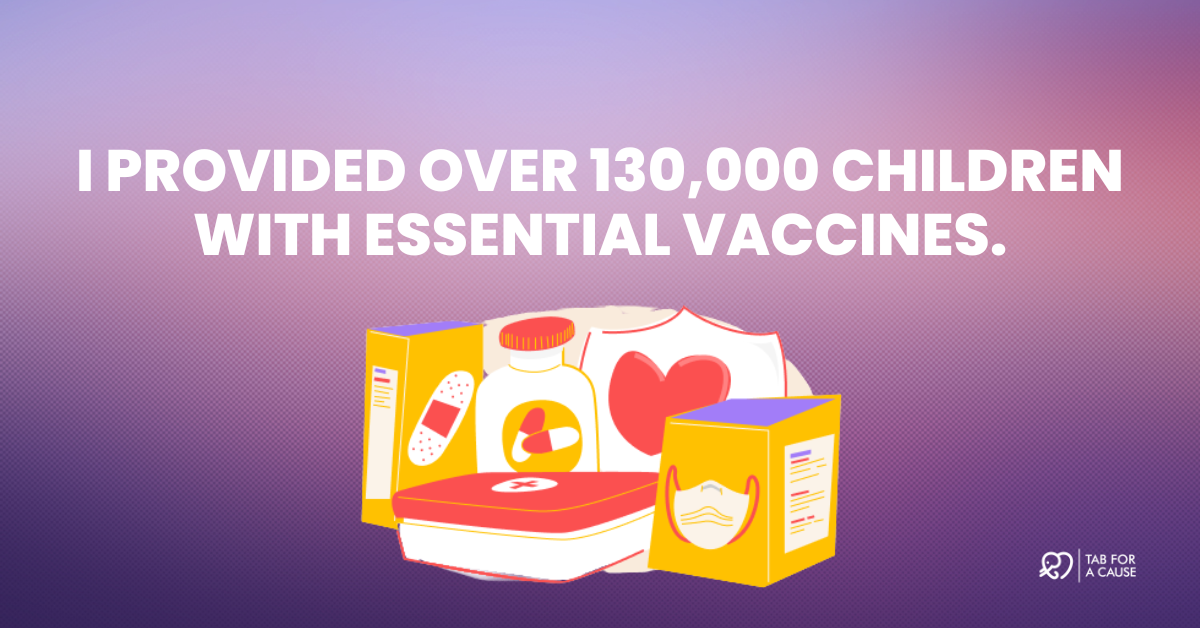 I PROVIDED OVER 130,000 CHILDREN
WITH ESSENTIAL VACCINES.
TAB FOR
A CAUSE